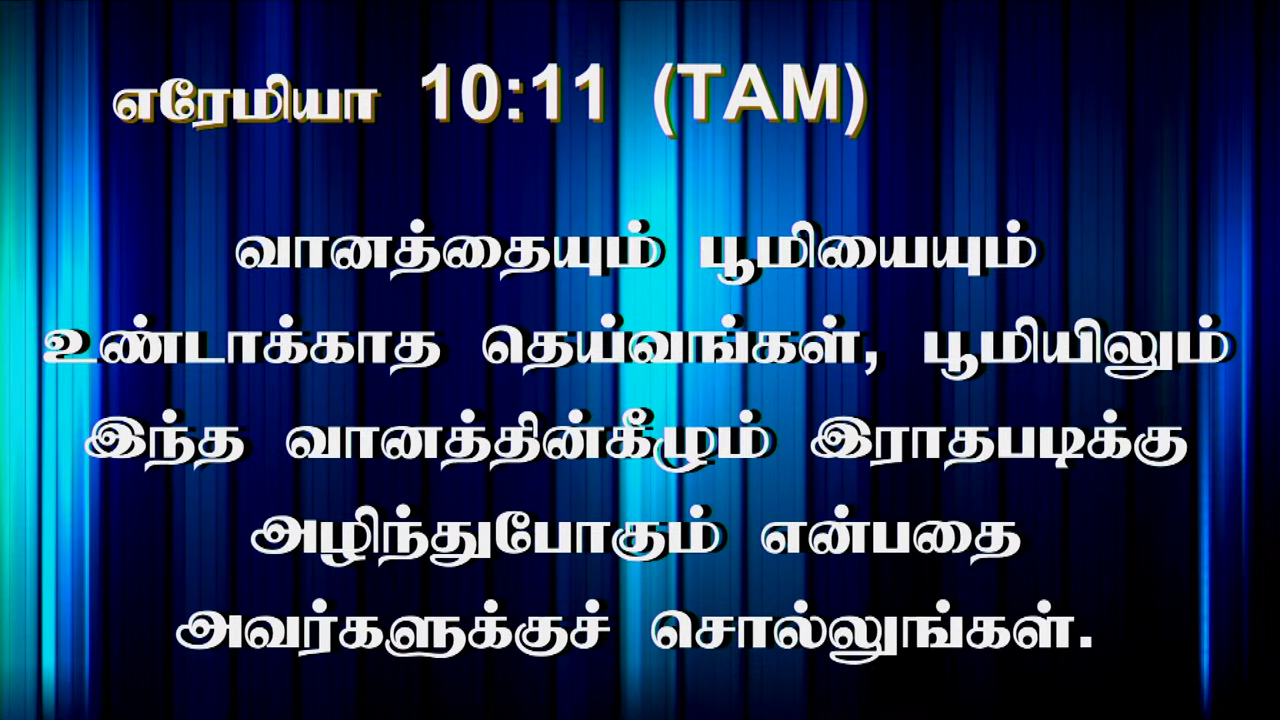 எரேமியா 10:11 (TAM)
வானத்தையும் பூமியையும்
உண்டாக்காத தெய்வங்கள், பூமியிலும்
இந்த வானத்தின்கீழும் இராதபடிக்கு
அழிந்துபோகும் என்பதை
அவர்களுக்குச் சொல்லுங்கள்.